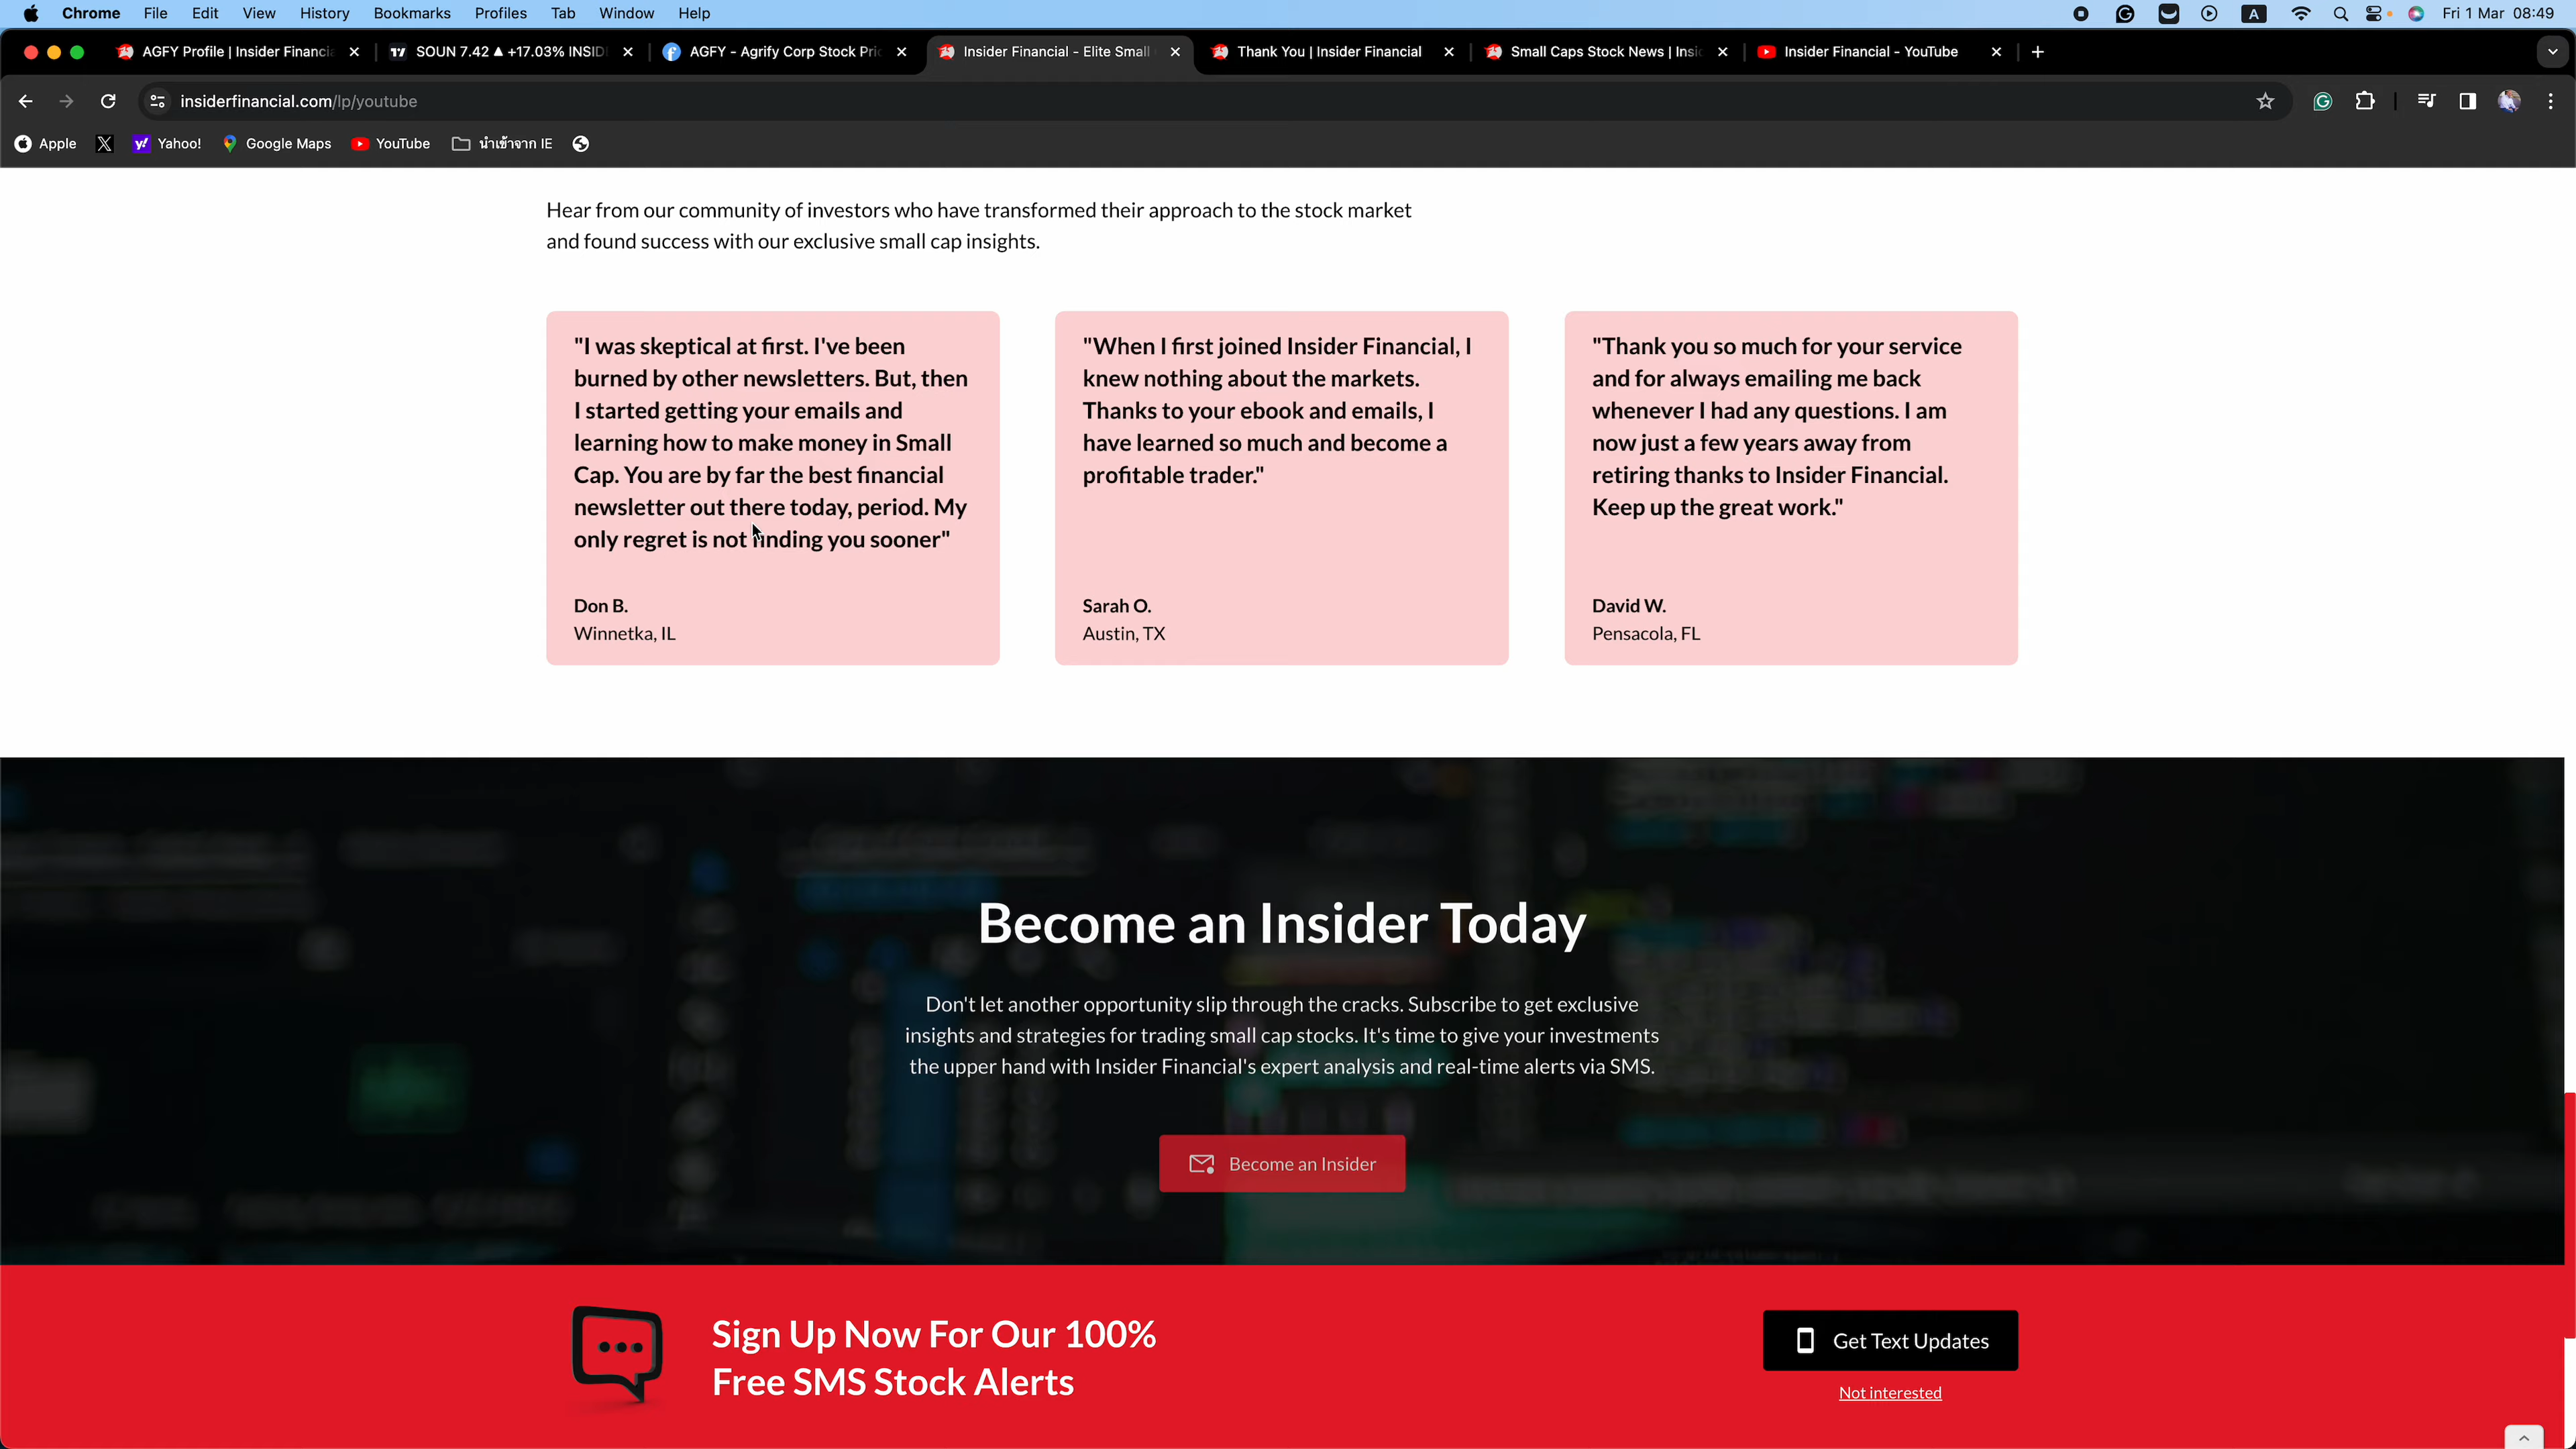 Chrome File Edit View History Bookmarks Profiles Tab Window Help A Fri 1 Mar 08:49
AGFY Profile | Insider Financia SOUN 7.42 ▲ +17.03% INSID AGFY - Agrify Corp Stock Pric Insider Financial - Elite Small Thank You | Insider Financial Small Caps Stock News | Insi Insider Financial - YouTube
insiderfinancial.com/lp/youtube
Apple Yahoo! Google Maps YouTube นำเข้าจาก IE
Hear from our community of investors who have transformed their approach to the stock market
and found success with our exclusive small cap insights.
"I was skeptical at first. I've been
burned by other newsletters. But, then
I started getting your emails and
learning how to make money in Small
Cap. You are by far the best financial
newsletter out there today, period. My
only regret is not finding you sooner"
Don B.
Winnetka, IL
"When I first joined Insider Financial, I
knew nothing about the markets.
Thanks to your ebook and emails, I
have learned so much and become a
profitable trader."
Sarah O.
Austin, TX
"Thank you so much for your service
and for always emailing me back
whenever I had any questions. I am
now just a few years away from
retiring thanks to Insider Financial.
Keep up the great work."
David W.
Pensacola, FL
Become an Insider Today
Don't let another opportunity slip through the cracks. Subscribe to get exclusive
insights and strategies for trading small cap stocks. It's time to give your investments
the upper hand with Insider Financial's expert analysis and real-time alerts via SMS.
Become an Insider
Sign Up Now For Our 100%
Free SMS Stock Alerts
Get Text Updates
Not interested